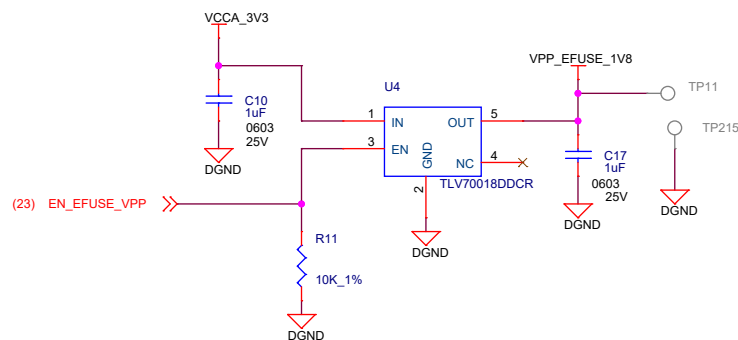 VCCA_3V3
VPP_EFUSE_1V8
U4
TP11
C10
1uF
0603
25V
1
IN
OUT
5
3
EN
GND
NC
4
2
TLV70018DDCR
C17
1uF
0603
25V
TP215
DGND
DGND
DGND
DGND
(23) EN_EFUSE_VPP
R11
10K_1%
DGND